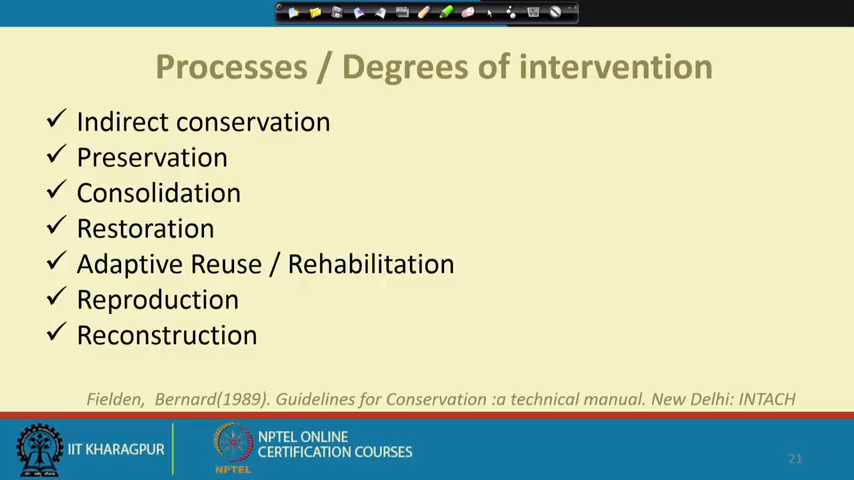 Processes / Degrees of intervention
✓ Indirect conservation
✓ Preservation
✓ Consolidation
✓ Restoration
✓ Adaptive Reuse / Rehabilitation
✓ Reproduction
✓ Reconstruction
Fielden, Bernard(1989). Guidelines for Conservation :a technical manual. New Delhi: INTACH
IIT KHARAGPUR
NPTEL
NPTEL ONLINE
CERTIFICATION COURSES
21